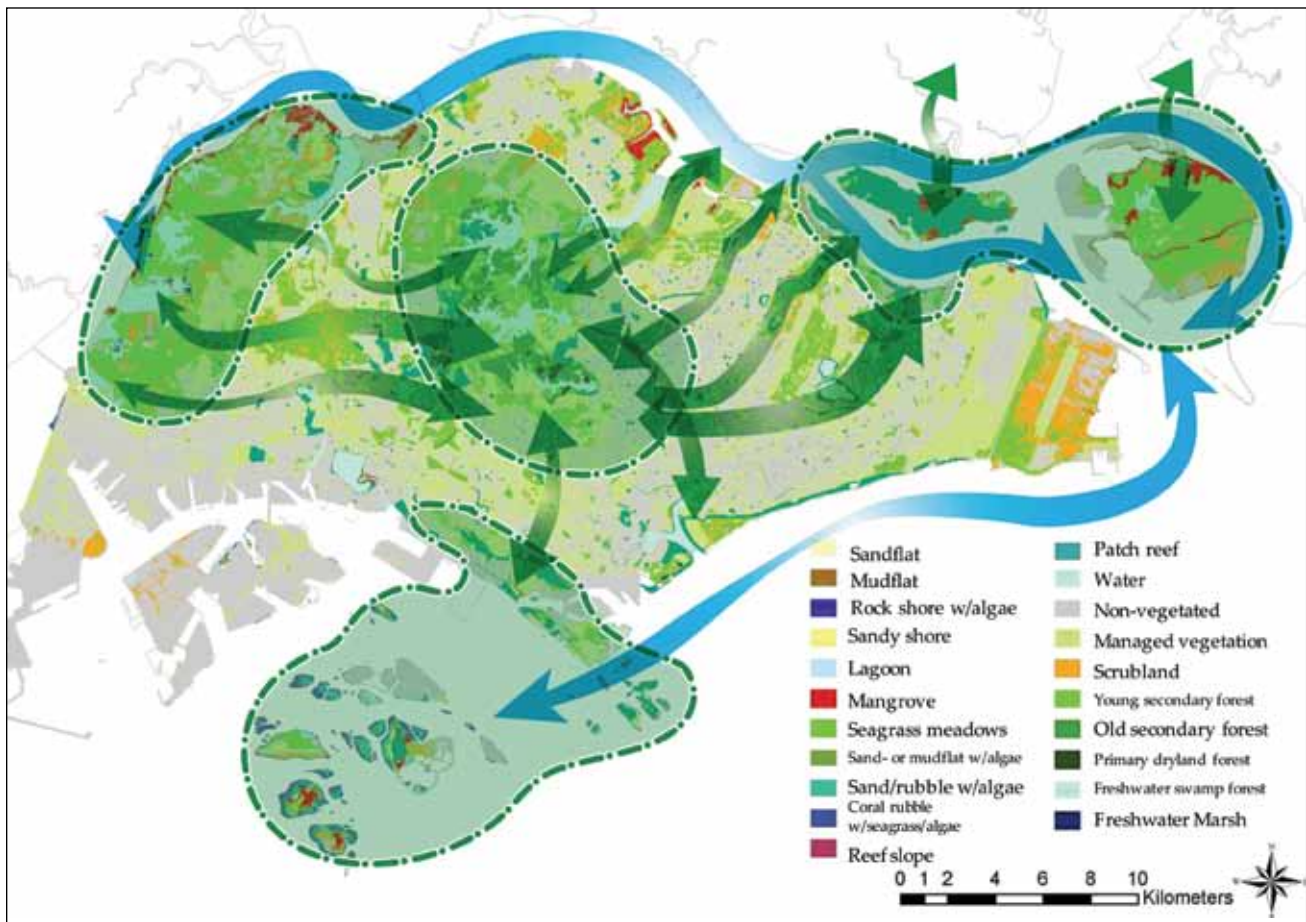 Sandflat
Mudflat
Rock shore w/algae
Sandy shore
Lagoon
Mangrove
Seagrass meadows
Sand- or mudflat w/algae
Sand/rubble w/algae
Coral rubble
w/seagrass/algae
Reef slope
Patch reef
Water
Non-vegetated
Managed vegetation
Scrubland
Young secondary forest
Old secondary forest
Primary dryland forest
Freshwater swamp forest
Freshwater Marsh
0 1 2 4 6 8 10
Kilometers